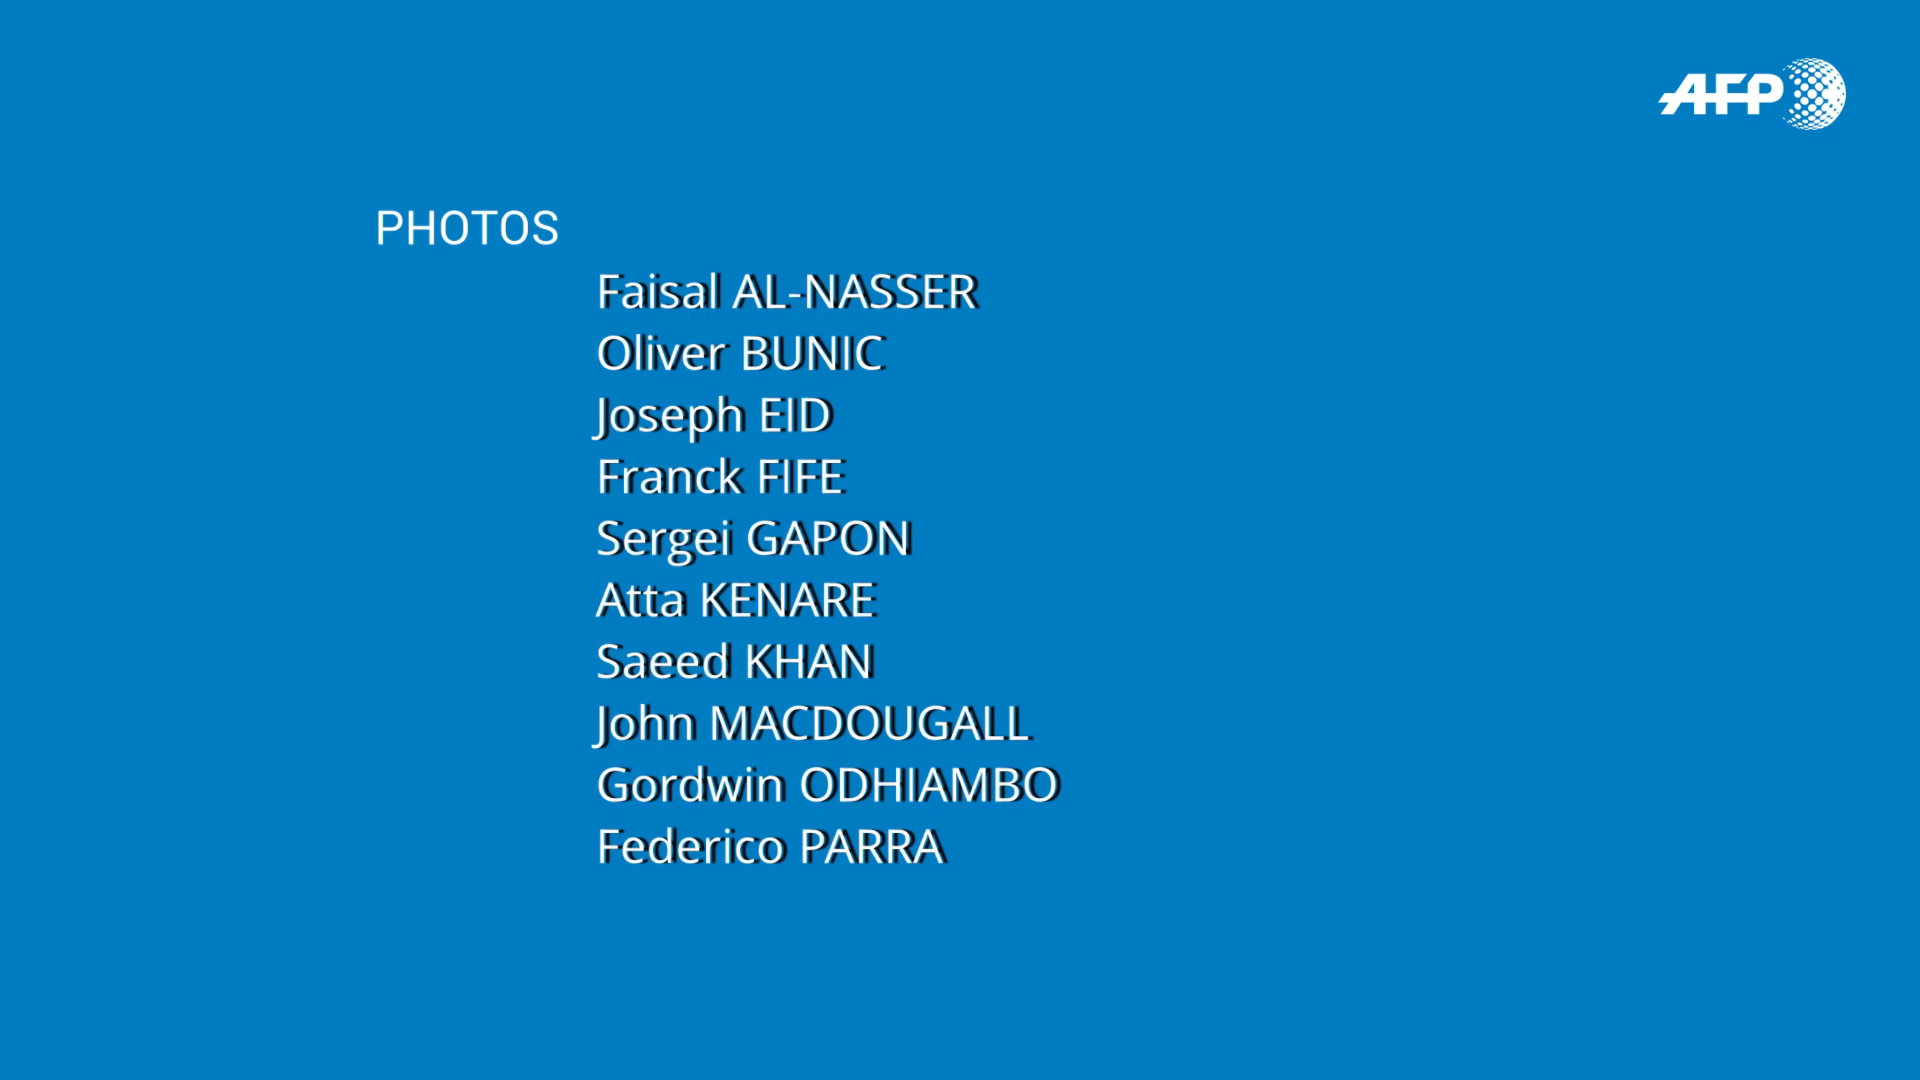 AFP
PHOTOS
Faisal AL-NASSER
Oliver BUNIC
Joseph EID
Franck FIFE
Sergei GAPON
Atta KENARE
Saeed KHAN
John MACDOUGALL
Gordwin ODHIAMBO
Federico PARRA